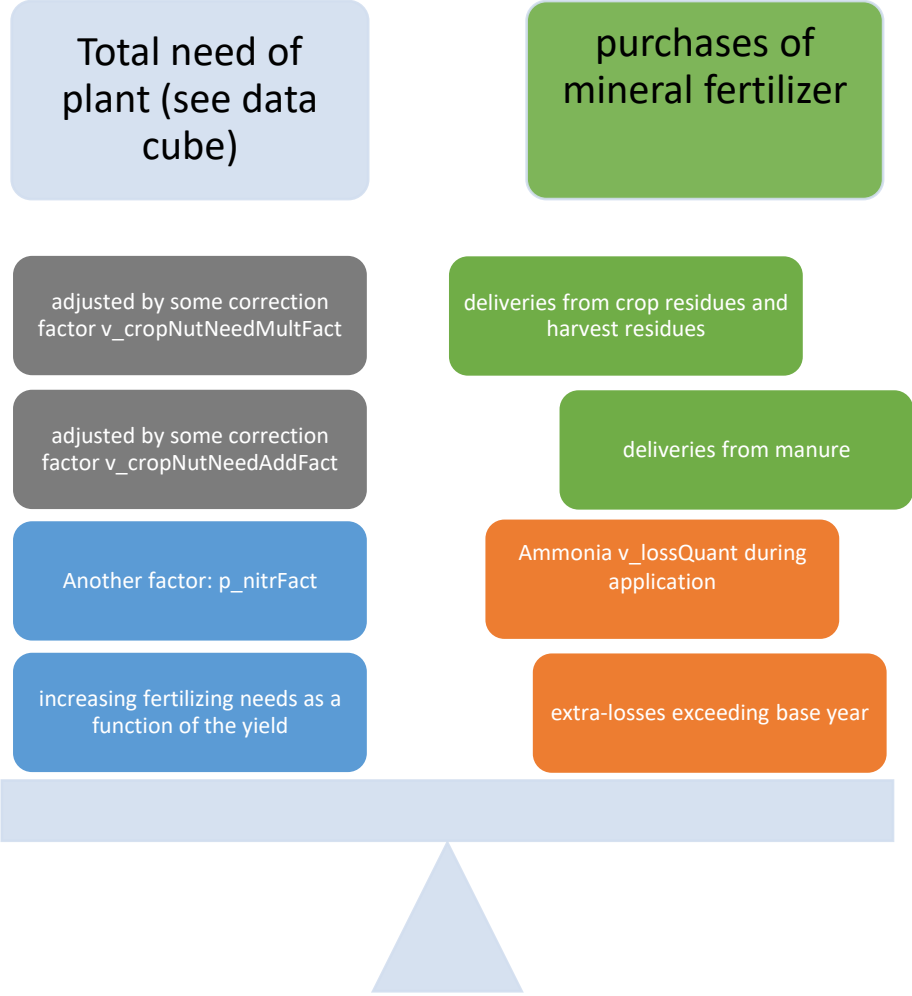 Total need of
plant (see data
cube)
purchases of
mineral fertilizer
adjusted by some correction
factor v_cropNutNeedMultFact
deliveries from crop residues and
harvest residues
adjusted by some correction
factor v_cropNutNeedAddFact
deliveries from manure
Another factor: p_nitrFact
Ammonia v_lossQuant during
application
increasing fertilizing needs as a
function of the yield
extra-losses exceeding base year